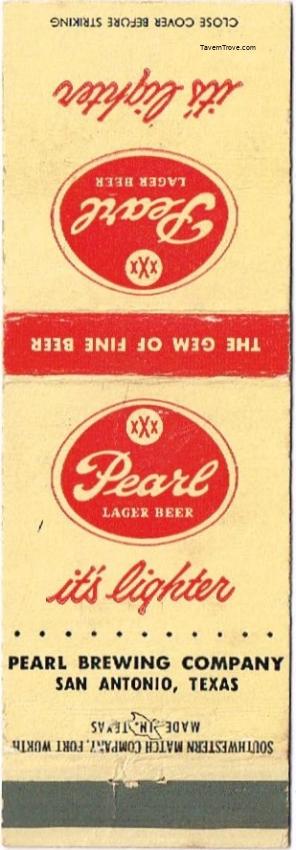 CLOSE COVER BEFORE STRIKING
TavernTrove.com
it's lighter
LAGER BEER
Pearl
XXX
THE GEM OF FINE BEER
XXX
Pearl
LAGER BEER
it's lighter
PEARL BREWING COMPANY
SAN ANTONIO, TEXAS
MADE IN TEXAS
SOUTHWESTERN MATCH COMPANY, FORT WORTH